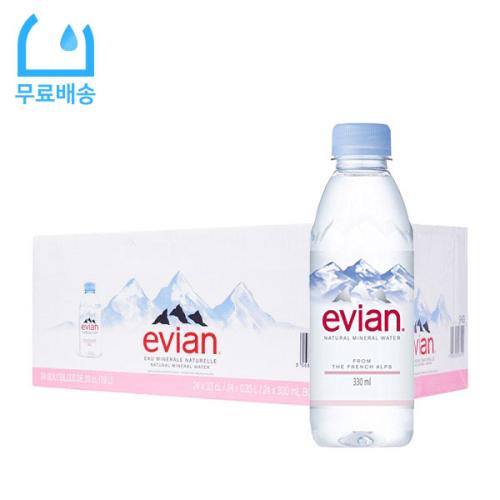 무료배송
evian.
EAU MINÉRALE NATURELLE
NATURAL MINERAL WATER
evian.
NATURAL MINERAL WATER
FROM
THE FRENCH ALPS
330 ml